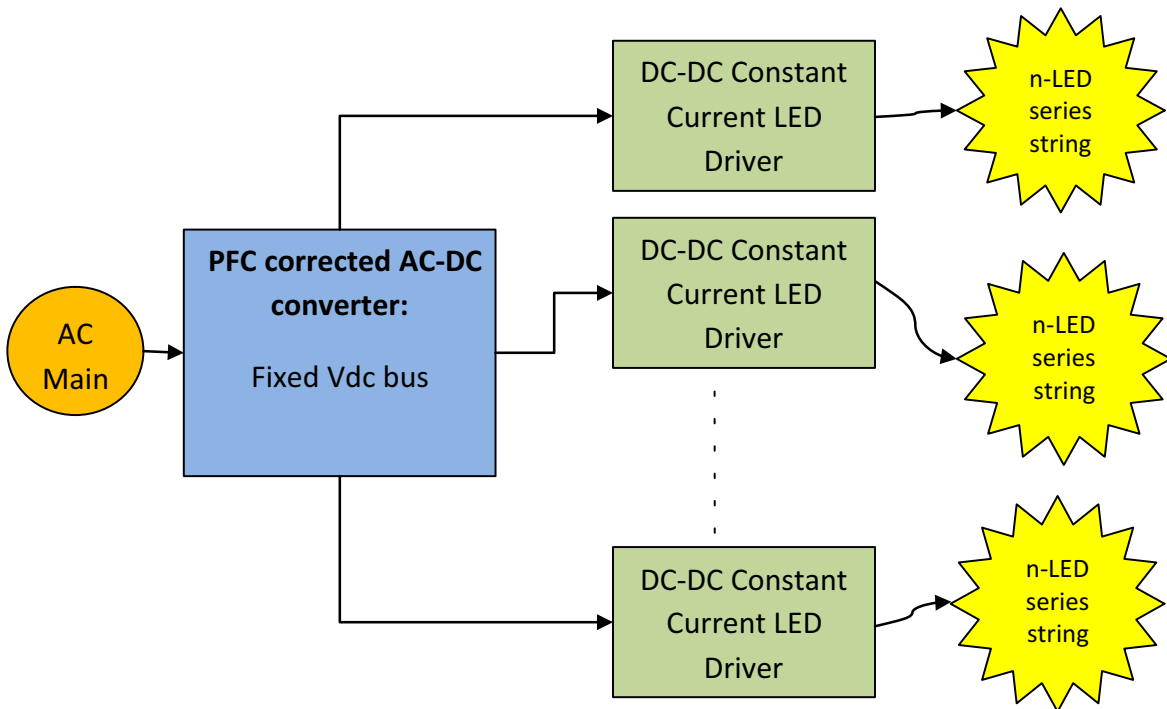 AC
Main
PFC corrected AC-DC
converter:
Fixed Vdc bus
DC-DC Constant
Current LED
Driver
n-LED
series
string
DC-DC Constant
Current LED
Driver
n-LED
series
string
DC-DC Constant
Current LED
Driver
n-LED
series
string